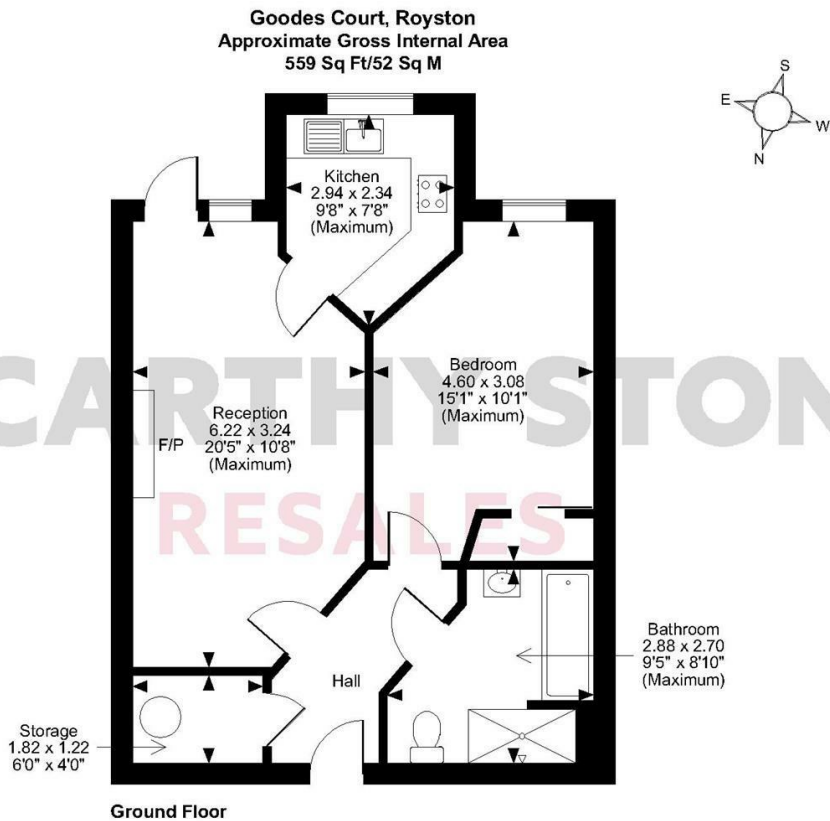 Goodes Court, Royston
Approximate Gross Internal Area
559 Sq Ft/52 Sq M
S
E
W
N
Kitchen
2.94 x 2.34
9'8" x 7'8"
(Maximum)
Bedroom
4.60 x 3.08
15'1" x 10'1"
(Maximum)
CARTHY STON
Reception
6.22 x 3.24
20'5" x 10'8"
(Maximum)
F/P
RESALES
Bathroom
2.88 x 2.70
9'5" x 8'10"
(Maximum)
Hall
Storage
1.82 x 1.22
6'0" x 4'0"
Ground Floor